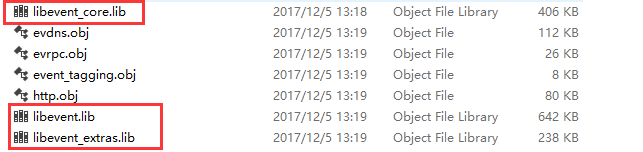 libevent_core.lib 2017/12/5 13:18 Object File Library 406 KB
evdns.obj 2017/12/5 13:19 Object File 112 KB
evrpc.obj 2017/12/5 13:19 Object File 26 KB
event_tagging.obj 2017/12/5 13:19 Object File 8 KB
http.obj 2017/12/5 13:19 Object File 80 KB
libevent.lib 2017/12/5 13:19 Object File Library 642 KB
libevent_extras.lib 2017/12/5 13:19 Object File Library 238 KB